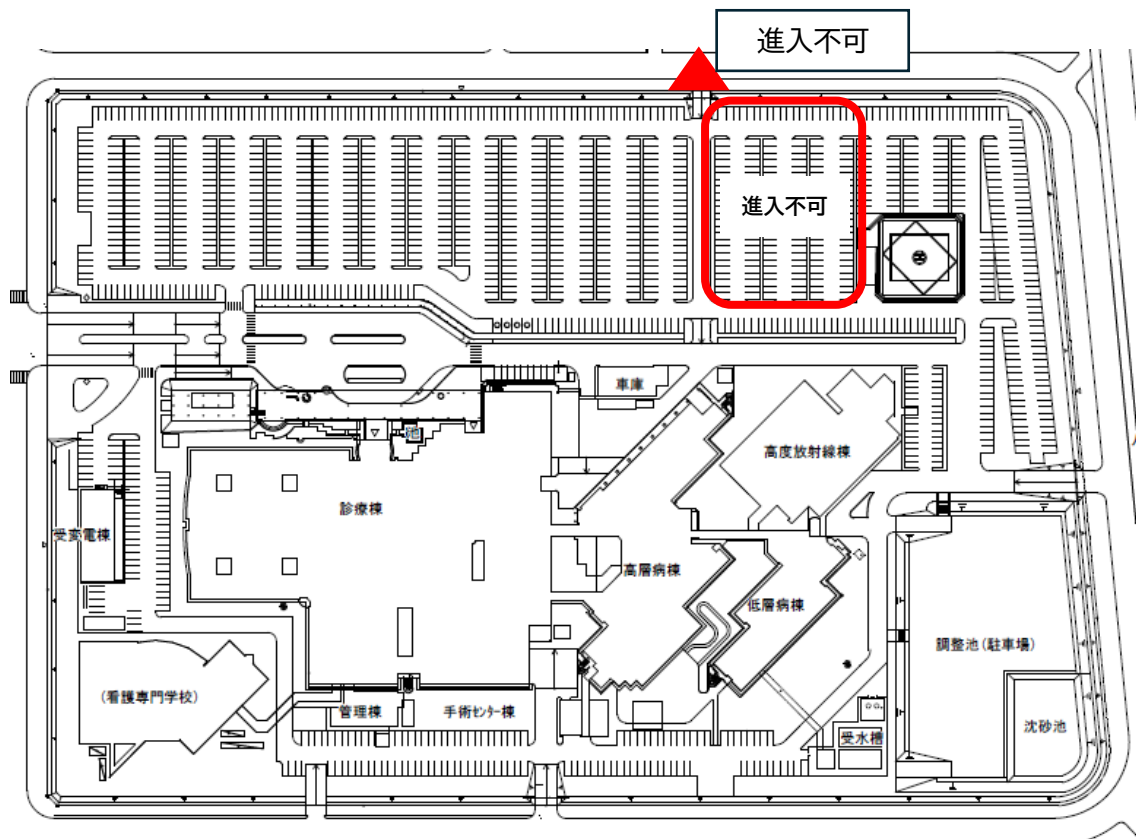 進入不可
進入不可
車庫
池
高度放射線棟
診療棟
受変電棟
高層病棟
低層病棟
調整池(駐車場)
(看護専門学校)
管理棟
手術センター棟
沈砂池
受水槽